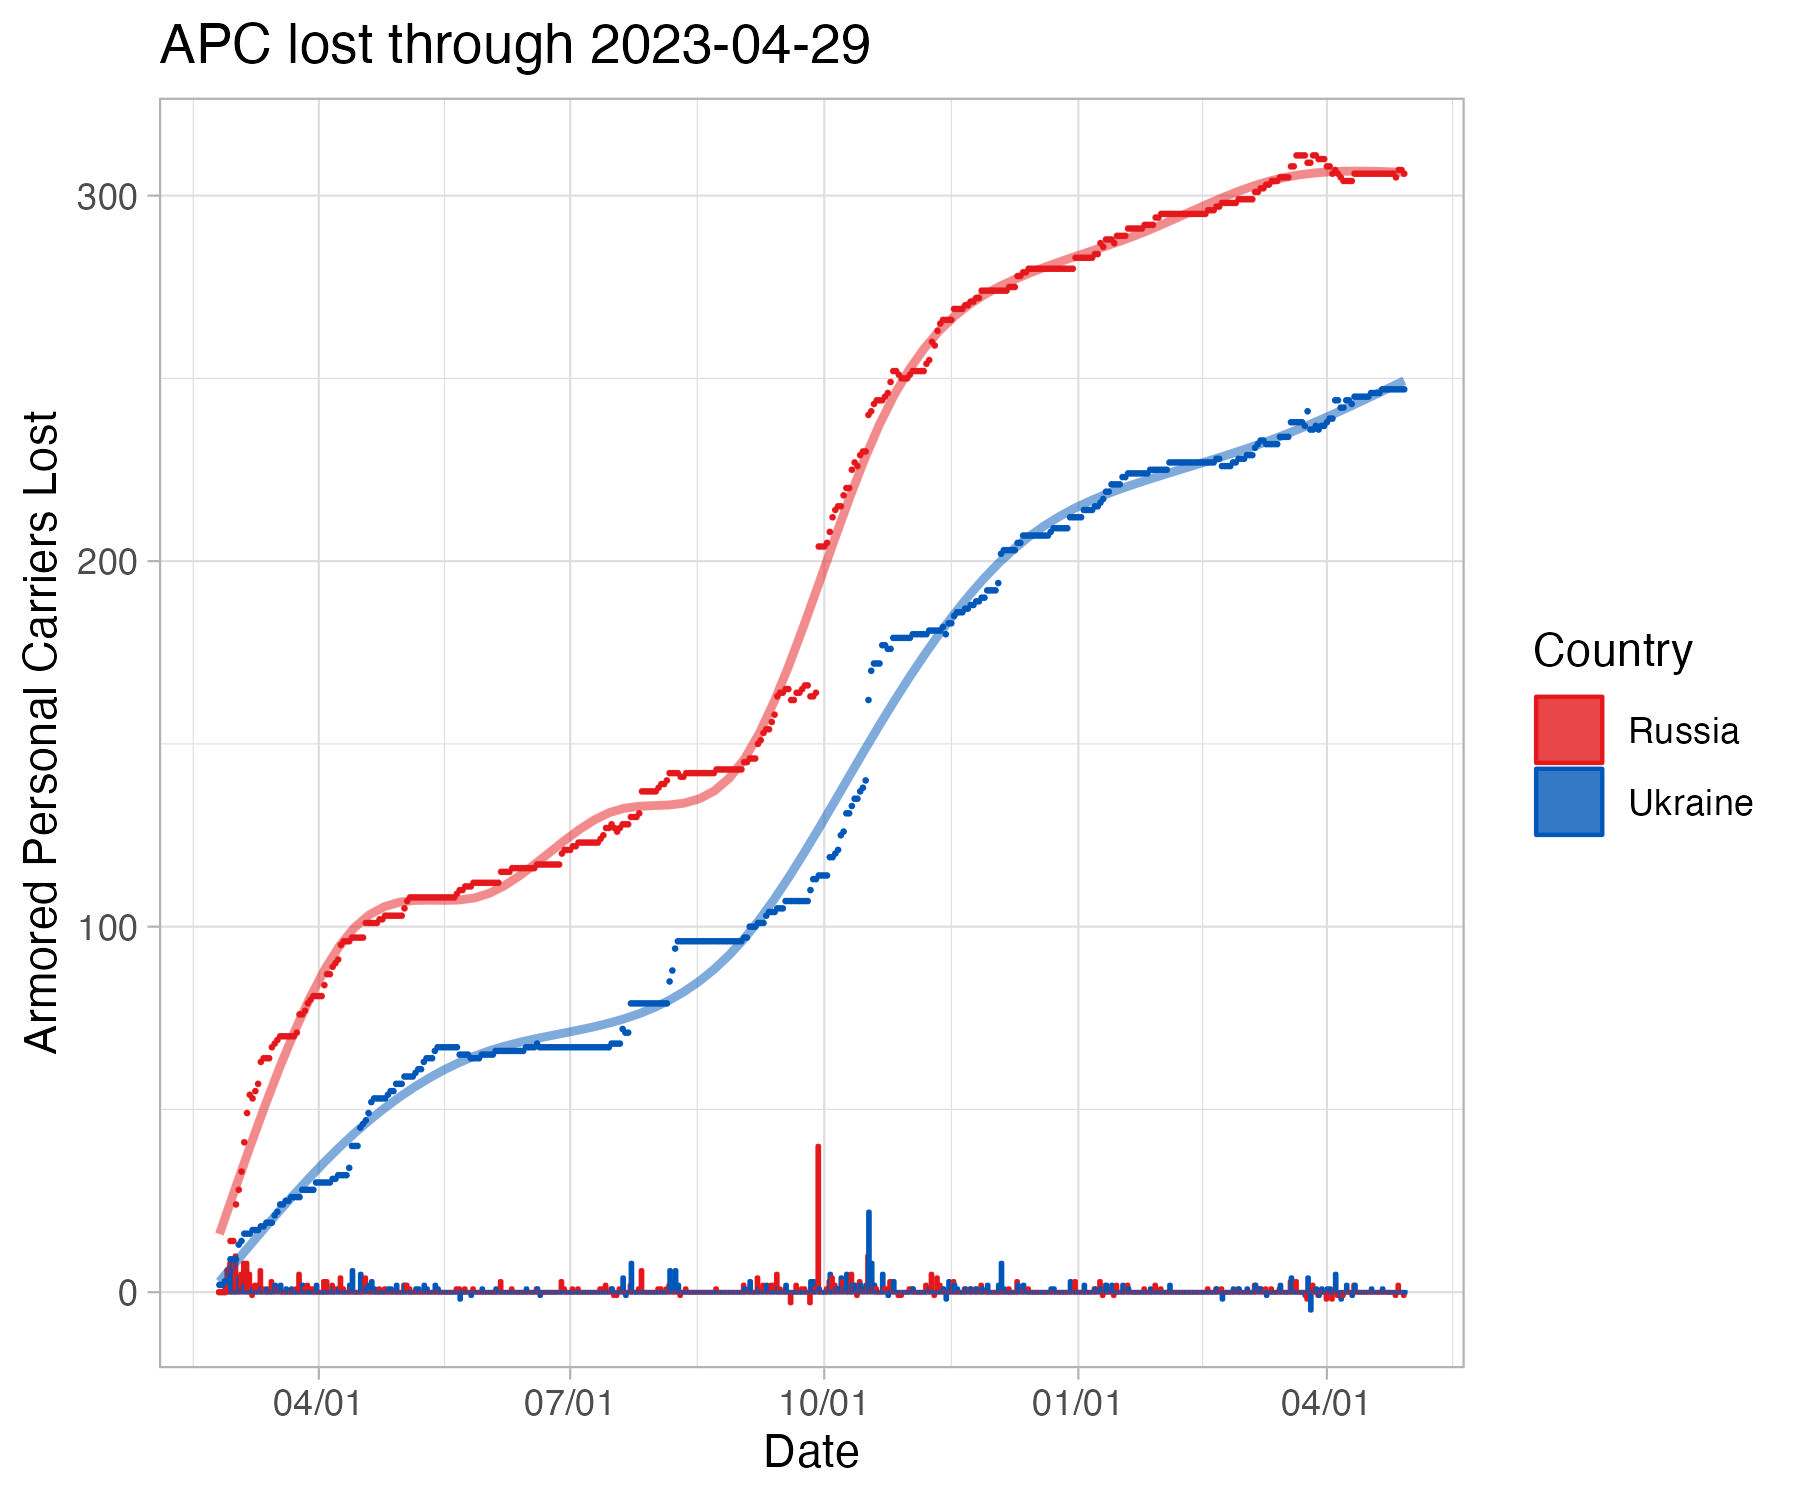 APC lost through 2023-04-29
Armored Personal Carriers Lost
300
200
100
0
04/01
07/01
10/01
01/01
04/01
Date
Country
Russia
Ukraine